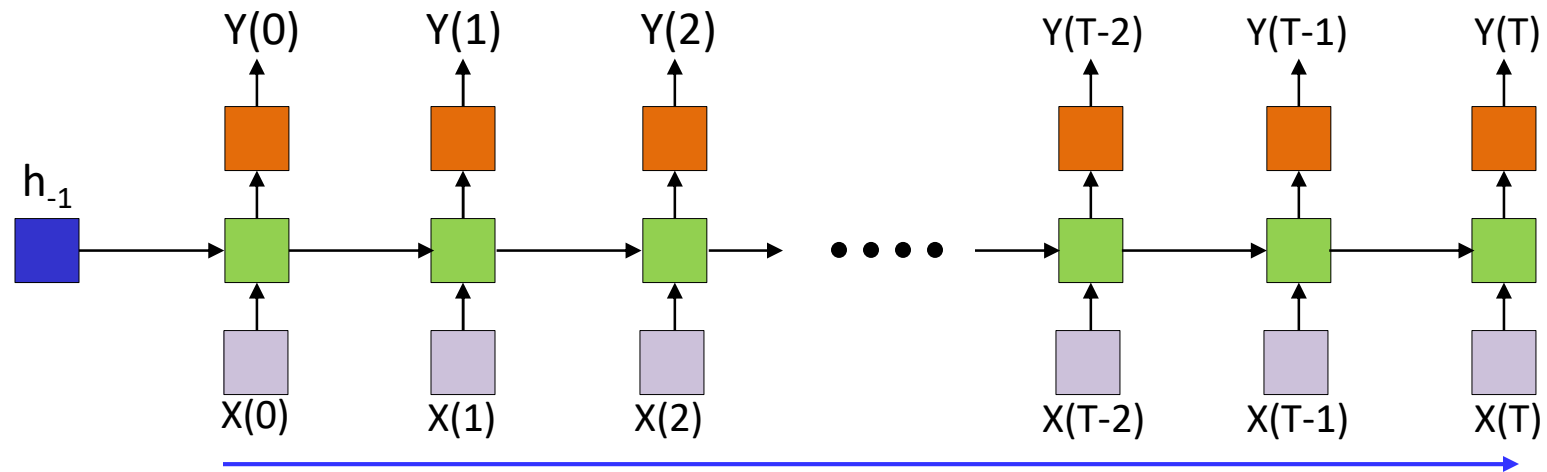 Y(0) Y(1) Y(2) Y(T-2) Y(T-1) Y(T)
h-1
X(0) X(1) X(2) X(T-2) X(T-1) X(T)